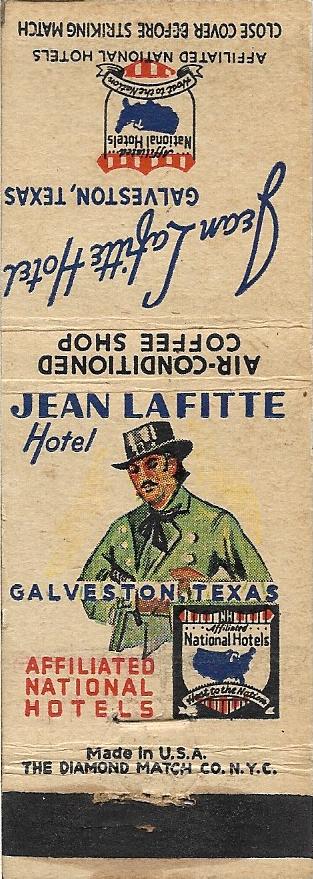 CLOSE COVER BEFORE STRIKING MATCH
AFFILIATED NATIONAL HOTELS
Host to the Nation
National Hotels
Affiliated
Jean Lafitte Hotel
GALVESTON, TEXAS
AIR-CONDITIONED
COFFEE SHOP
JEAN LAFITTE
Hotel
GALVESTON, TEXAS
NH
Affiliated
National Hotels
Host to the Nation
AFFILIATED
NATIONAL
HOTELS
Made in U.S.A.
THE DIAMOND MATCH CO. N.Y.C.